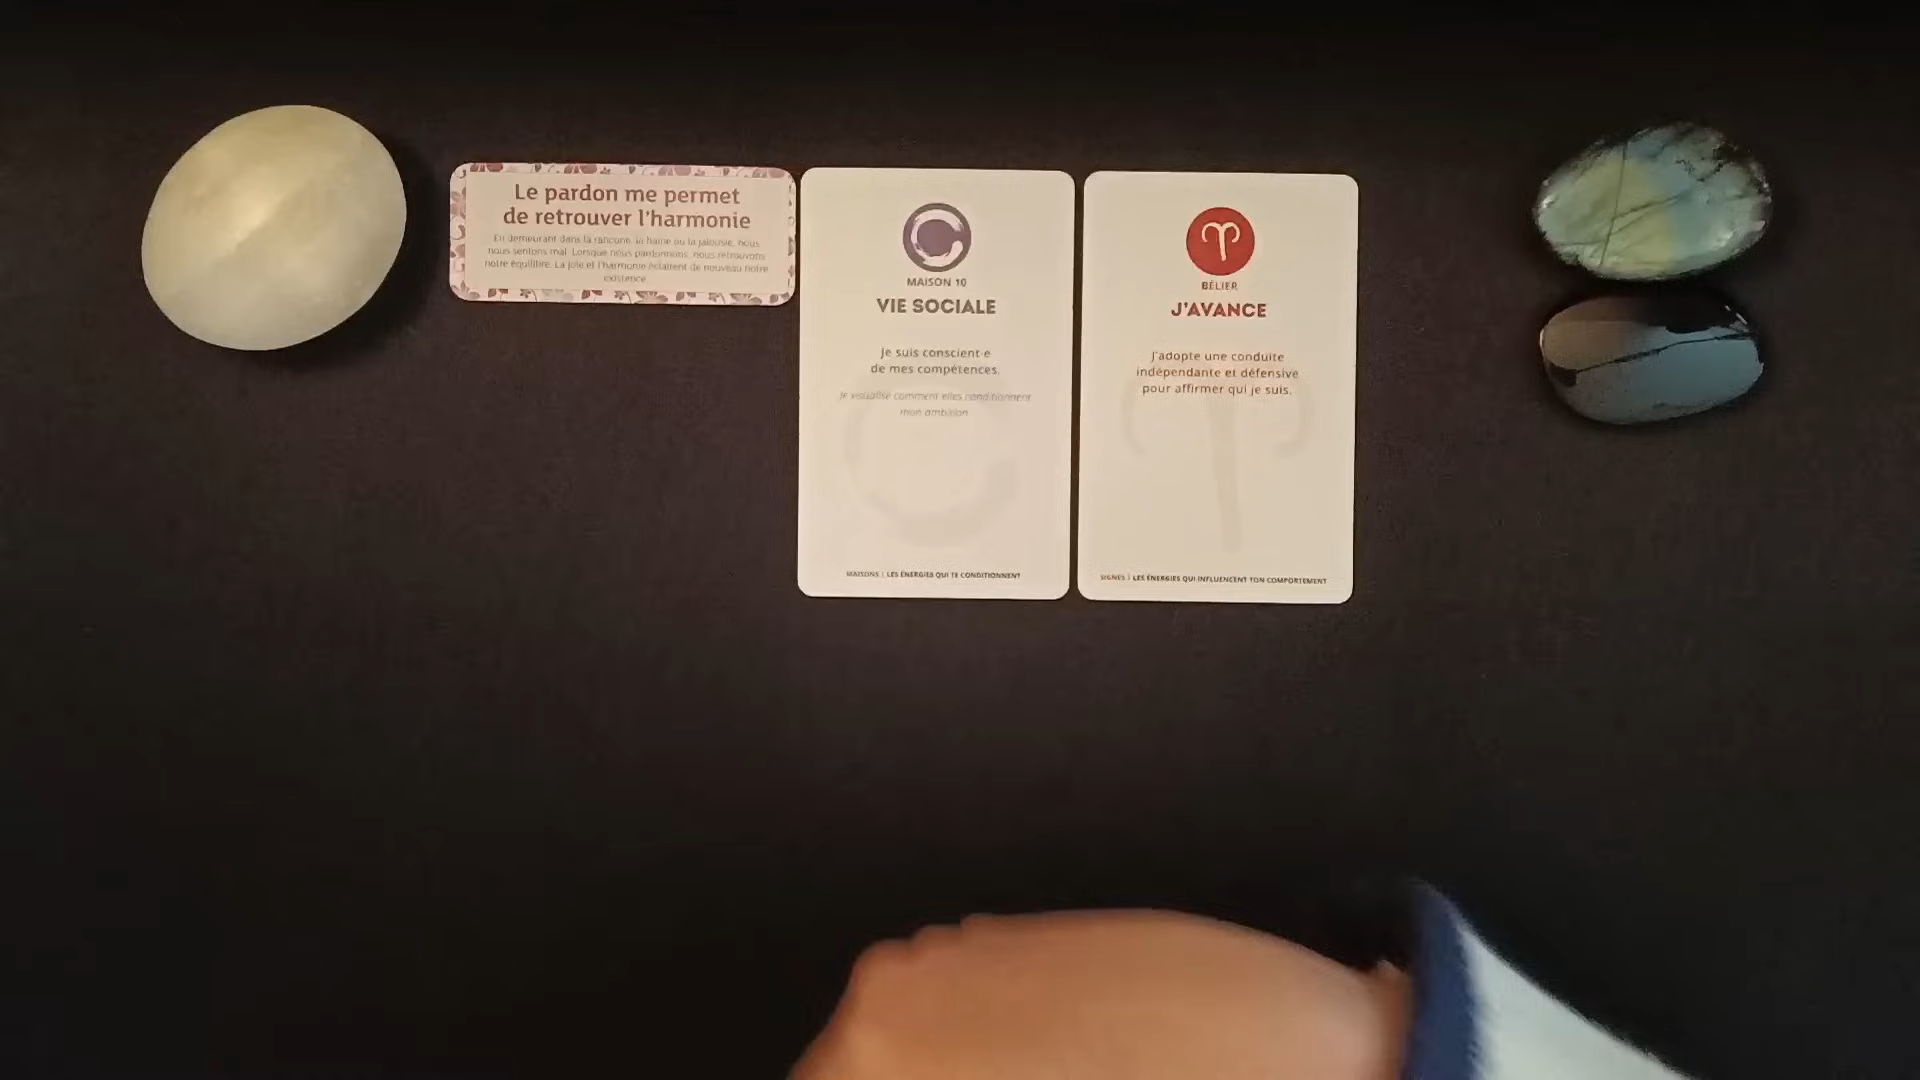 Le pardon me permet
de retrouver l'harmonie
En demeurant dans la rancune, la haine ou la jalousie, nous
nous sentons mal. Lorsque nous pardonnons, nous retrouvons
notre équilibre. La joie et l'harmonie éclairent de nouveau notre
existence.
MAISON 10
VIE SOCIALE
Je suis conscient·e
de mes compétences.
Je visualise comment elles conditionnent
mon ambition.
MAISONS | LES ÉNERGIES QUI TE CONDITIONNENT
BÉLIER
J'AVANCE
J'adopte une conduite
indépendante et défensive
pour affirmer qui je suis.
SIGNES | LES ÉNERGIES QUI INFLUENCENT TON COMPORTEMENT